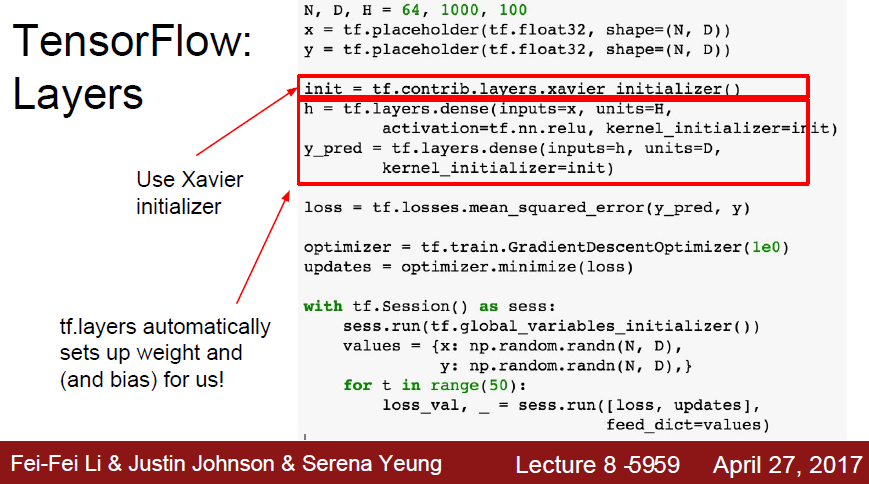 TensorFlow:
Layers
Use Xavier
initializer
tf.layers automatically
sets up weight and
(and bias) for us!
N, D, H = 64, 1000, 100
x = tf.placeholder(tf.float32, shape=(N, D))
y = tf.placeholder(tf.float32, shape=(N, D))
init = tf.contrib.layers.xavier_initializer()
h = tf.layers.dense(inputs=x, units=H,
activation=tf.nn.relu, kernel_initializer=init)
y_pred = tf.layers.dense(inputs=h, units=D,
kernel_initializer=init)
loss = tf.losses.mean_squared_error(y_pred, y)
optimizer = tf.train.GradientDescentOptimizer(1e0)
updates = optimizer.minimize(loss)
with tf.Session() as sess:
sess.run(tf.global_variables_initializer())
values = {x: np.random.randn(N, D),
y: np.random.randn(N, D),}
for t in range(50):
loss_val, _ = sess.run([loss, updates],
feed_dict=values)
Fei-Fei Li & Justin Johnson & Serena Yeung
Lecture 8 -5959
April 27, 2017